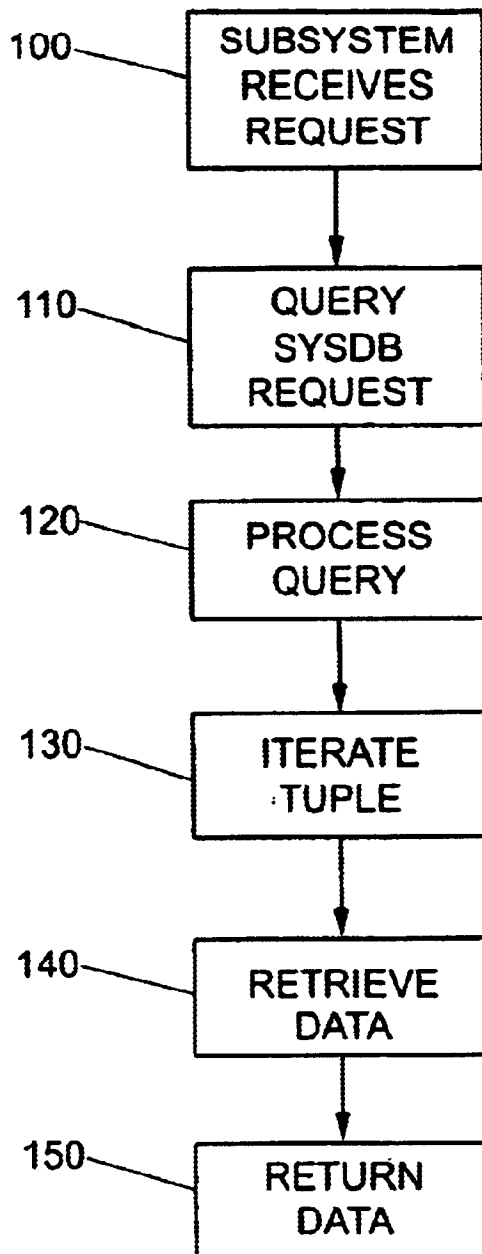 100
SUBSYSTEM
RECEIVES
REQUEST
110
QUERY
SYSDB
REQUEST
120
PROCESS
QUERY
130
ITERATE
TUPLE
140
RETRIEVE
DATA
150
RETURN
DATA